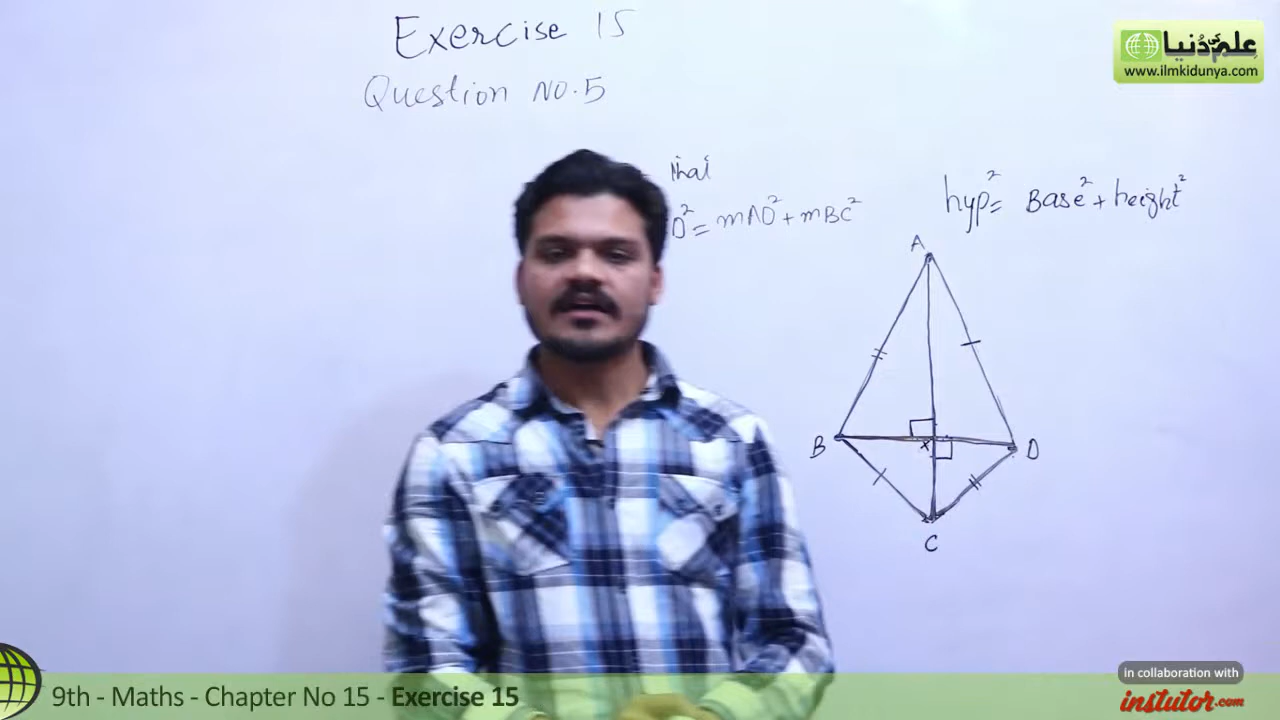 Exercise 15
Question No.5
علم کی دُنیا
www.ilmkidunya.com
that
D² = mAD² + mBC²
hyp² = Base² + height²
A
B
x
D
C
in collaboration with
instutor.com
9th - Maths - Chapter No 15 - Exercise 15